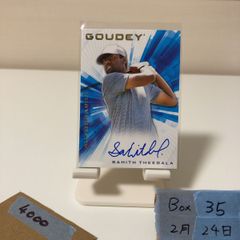 GOUDEY
SAHITH THEEGALA
4000
Box 35
2月 24日